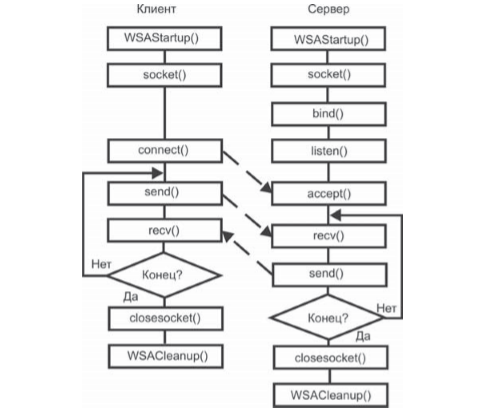 Клиент
WSAStartup()
socket()
connect()
send()
recv()
Конец?
Нет
Да
closesocket()
WSACleanup()
Сервер
WSAStartup()
socket()
bind()
listen()
accept()
recv()
send()
Конец?
Нет
Да
closesocket()
WSACleanup()